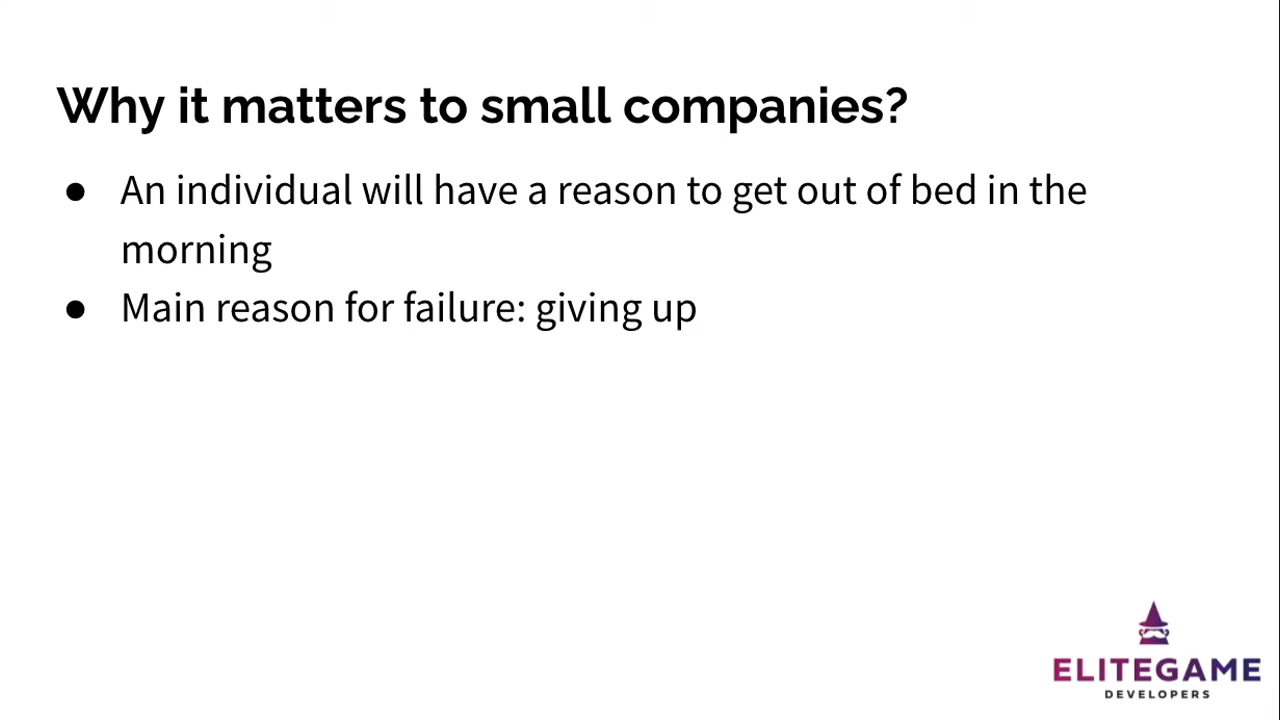 Why it matters to small companies?
● An individual will have a reason to get out of bed in the
morning
● Main reason for failure: giving up
ELITEGAME
DEVELOPERS